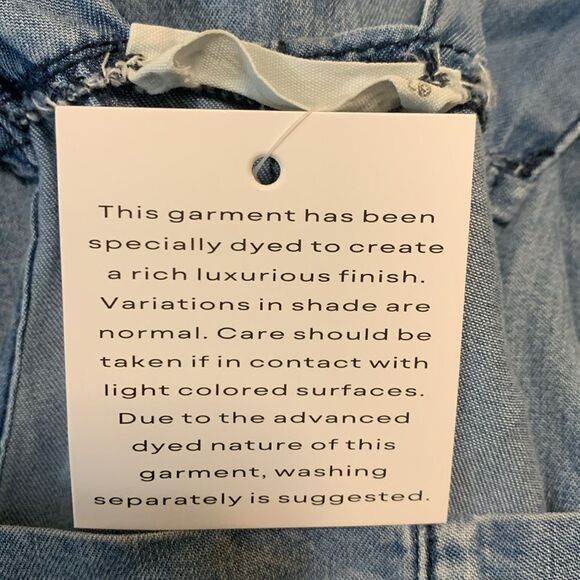 This garment has been
specially dyed to create
a rich luxurious finish.
Variations in shade are
normal. Care should be
taken if in contact with
light colored surfaces.
Due to the advanced
dyed nature of this
garment, washing
separately is suggested.